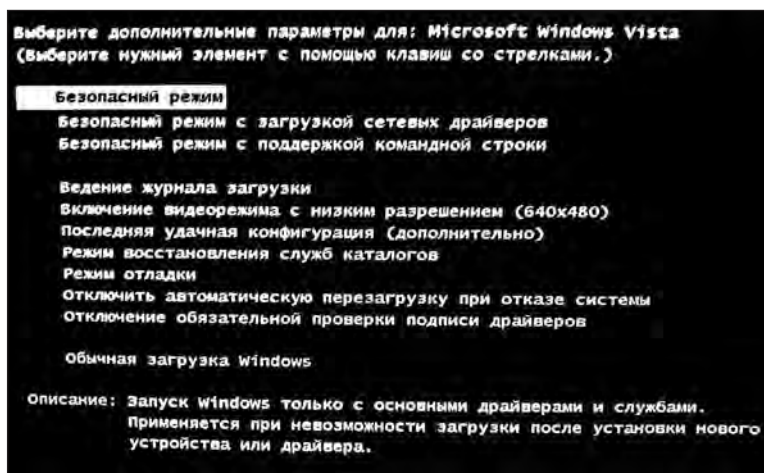 Выберите дополнительные параметры для: Microsoft Windows Vista
(Выберите нужный элемент с помощью клавиш со стрелками.)
Безопасный режим
Безопасный режим с загрузкой сетевых драйверов
Безопасный режим с поддержкой командной строки
Ведение журнала загрузки
Включение видеорежима с низким разрешением (640x480)
Последняя удачная конфигурация (дополнительно)
Режим восстановления служб каталогов
Режим отладки
Отключить автоматическую перезагрузку при отказе системы
Отключение обязательной проверки подписи драйверов
Обычная загрузка Windows
Описание: Запуск Windows только с основными драйверами и службами.
Применяется при невозможности загрузки после установки нового
устройства или драйвера.